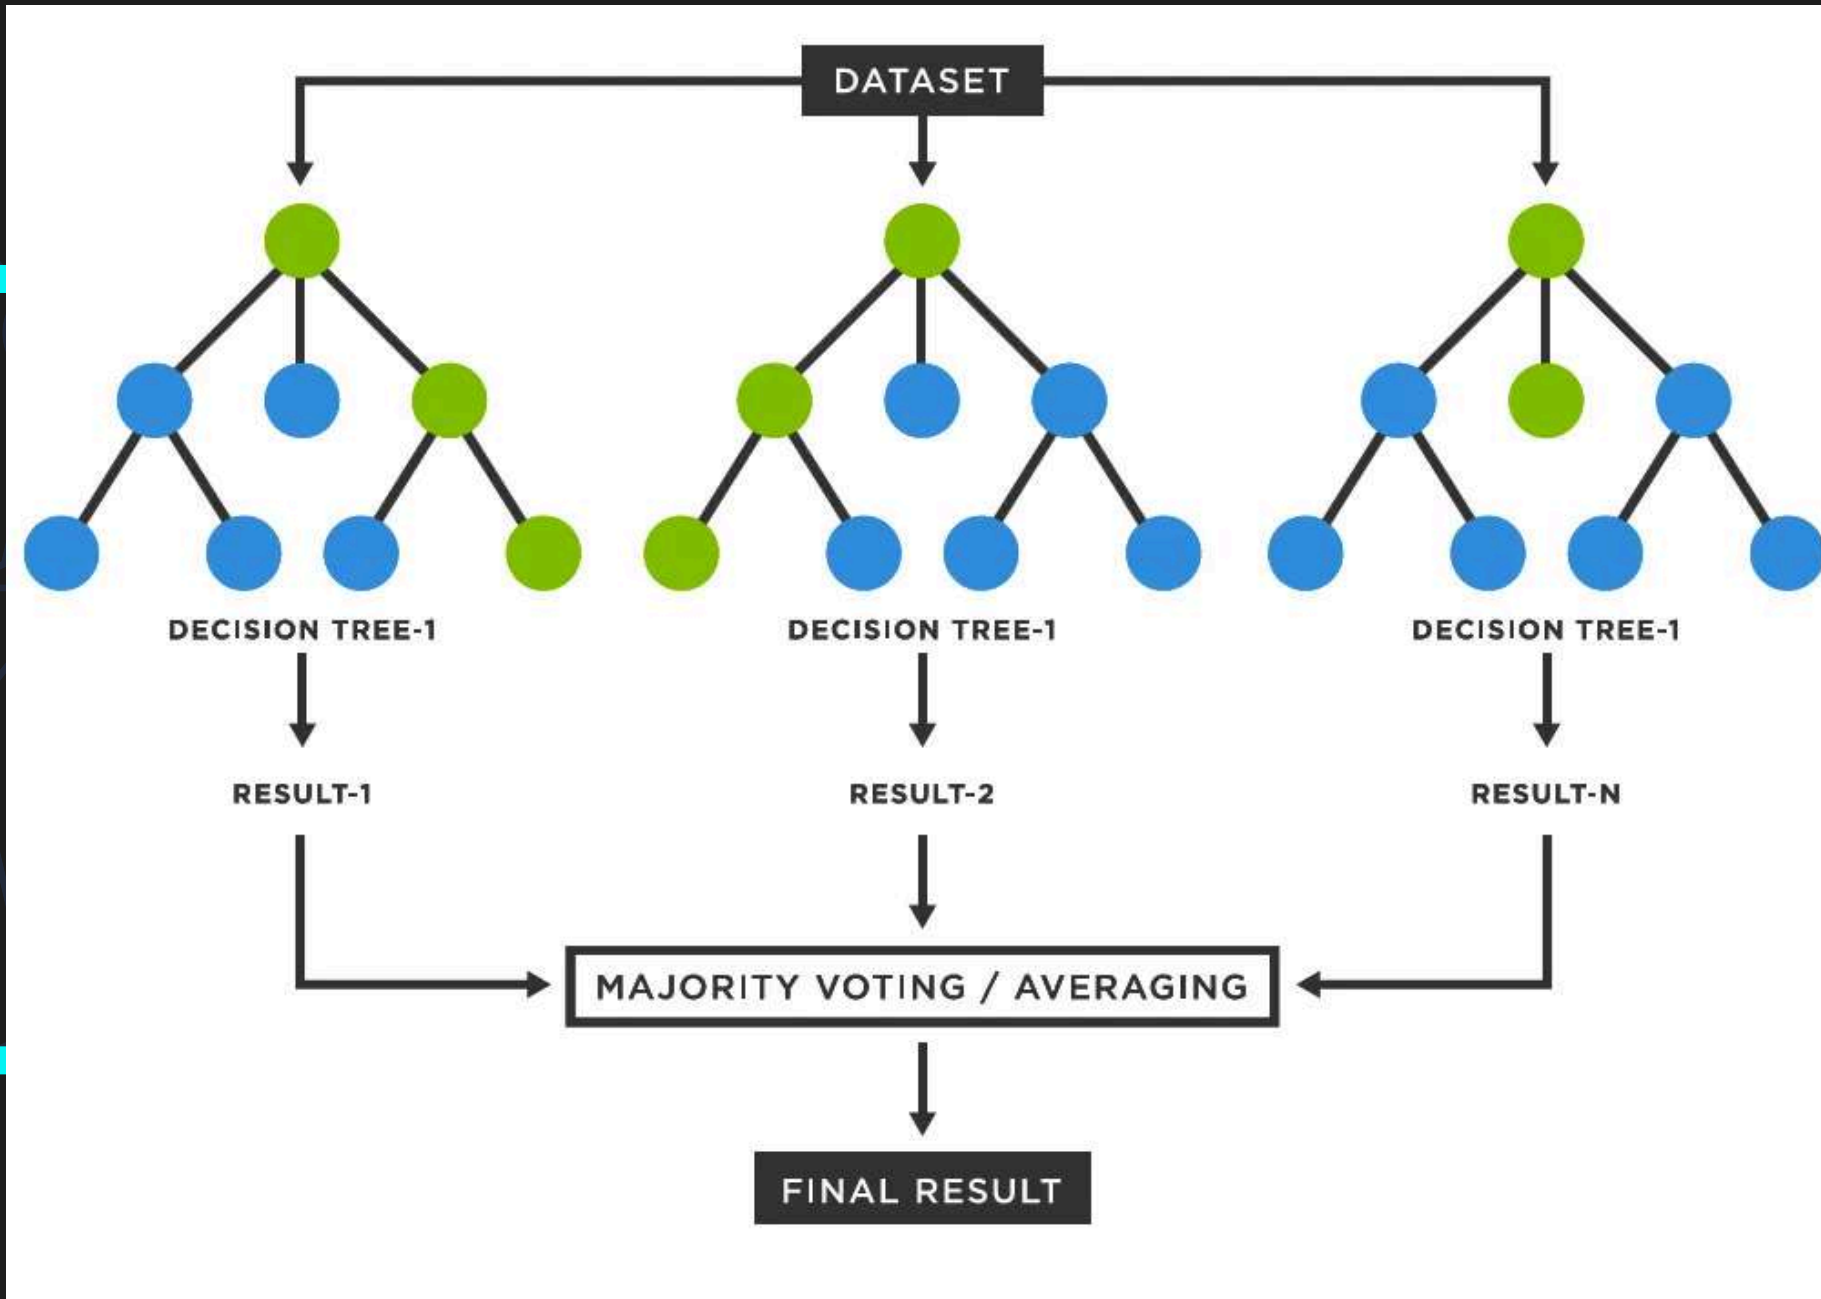 DATASET
DECISION TREE-1
DECISION TREE-1
DECISION TREE-1
RESULT-1
RESULT-2
RESULT-N
MAJORITY VOTING / AVERAGING
FINAL RESULT